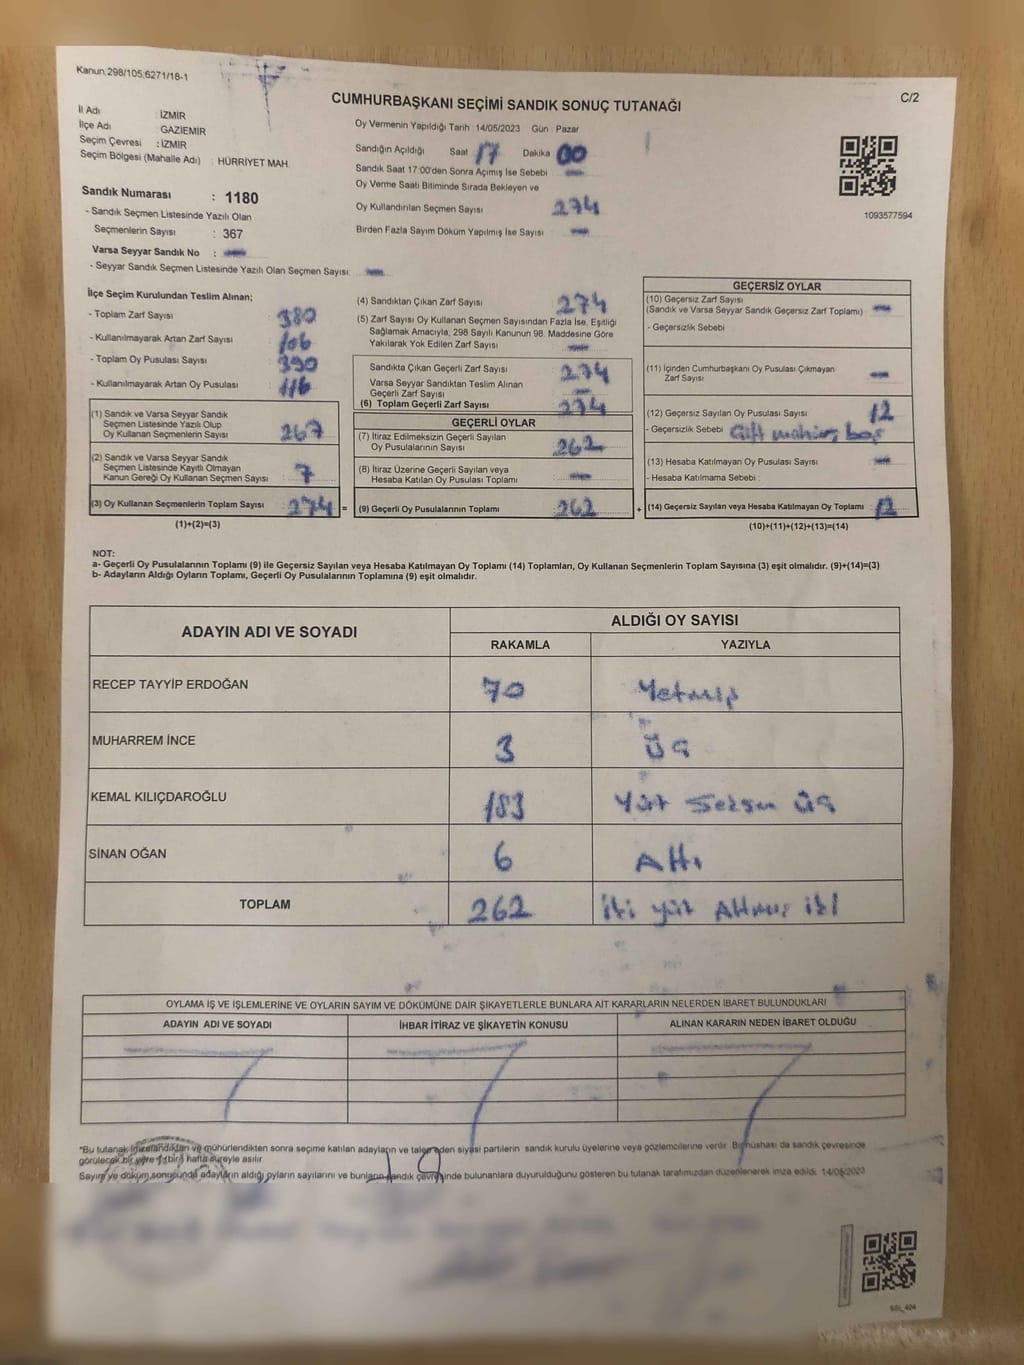 Kanun.298/105;6271/18-1
C/2
CUMHURBAŞKANI SEÇİMİ SANDIK SONUÇ TUTANAĞI
İl Adı : İZMİR
İlçe Adı : GAZİEMİR
Seçim Çevresi : İZMİR
Seçim Bölgesi (Mahalle Adı) : HÜRRİYET MAH.
Sandık Numarası : 1180
- Sandık Seçmen Listesinde Yazılı Olan
Seçmenlerin Sayısı : 367
Varsa Seyyar Sandık No : -
- Seyyar Sandık Seçmen Listesinde Yazılı Olan Seçmen Sayısı: -
Oy Vermenin Yapıldığı Tarih : 14/05/2023 Gün : Pazar
Sandığın Açıldığı Saat 17 Dakika 00
Sandık Saat 17:00'den Sonra Açımış İse Sebebi -
Oy Verme Saati Bitiminde Sırada Bekleyen ve
Oy Kullandırılan Seçmen Sayısı 274
Birden Fazla Sayım Döküm Yapılmış İse Sayısı -
1093577594
İlçe Seçim Kurulundan Teslim Alınan;
- Toplam Zarf Sayısı : 380
- Kullanılmayarak Artan Zarf Sayısı : 106
- Toplam Oy Pusulası Sayısı : 390
- Kullanılmayarak Artan Oy Pusulası : 116
(1) Sandık ve Varsa Seyyar Sandık
Seçmen Listesinde Yazılı Olup
Oy Kullanan Seçmenlerin Sayısı : 267
(2) Sandık ve Varsa Seyyar Sandık
Seçmen Listesinde Kayıtlı Olmayan
Kanun Gereği Oy Kullanan Seçmen Sayısı : 7
(3) Oy Kullanan Seçmenlerin Toplam Sayısı : 274 =
(1)+(2)=(3)
(4) Sandıktan Çıkan Zarf Sayısı : 274
(5) Zarf Sayısı Oy Kullanan Seçmen Sayısından Fazla İse, Eşitliği
Sağlamak Amacıyla, 298 Sayılı Kanunun 98. Maddesine Göre
Yakılarak Yok Edilen Zarf Sayısı : -
Sandıkta Çıkan Geçerli Zarf Sayısı : 274
Varsa Seyyar Sandıktan Teslim Alınan
Geçerli Zarf Sayısı : -
(6) Toplam Geçerli Zarf Sayısı : 274
GEÇERLİ OYLAR
(7) İtiraz Edilmeksizin Geçerli Sayılan
Oy Pusulalarının Sayısı : 262
(8) İtiraz Üzerine Geçerli Sayılan veya
Hesaba Katılan Oy Pusulası Toplamı : -
(9) Geçerli Oy Pusulalarının Toplamı : 262 +
GEÇERSİZ OYLAR
(10) Geçersiz Zarf Sayısı
(Sandık ve Varsa Seyyar Sandık Geçersiz Zarf Toplamı) : -
- Geçersizlik Sebebi :
(11) İçinden Cumhurbaşkanı Oy Pusulası Çıkmayan
Zarf Sayısı : -
(12) Geçersiz Sayılan Oy Pusulası Sayısı : 12
- Geçersizlik Sebebi : Çift mühür, boş
(13) Hesaba Katılmayan Oy Pusulası Sayısı : -
- Hesaba Katılmama Sebebi :
(14) Geçersiz Sayılan veya Hesaba Katılmayan Oy Toplamı : 12
(10)+(11)+(12)+(13)=(14)
NOT:
a- Geçerli Oy Pusulalarının Toplamı (9) ile Geçersiz Sayılan veya Hesaba Katılmayan Oy Toplamı (14) Toplamları, Oy Kullanan Seçmenlerin Toplam Sayısına (3) eşit olmalıdır. (9)+(14)=(3)
b- Adayların Aldığı Oyların Toplamı, Geçerli Oy Pusulalarının Toplamına (9) eşit olmalıdır.
ADAYIN ADI VE SOYADI ALDIĞI OY SAYISI
RAKAMLA YAZIYLA
RECEP TAYYİP ERDOĞAN 70 Yetmiş
MUHARREM İNCE 3 Üç
KEMAL KILIÇDAROĞLU 183 Yüz Seksen üç
SİNAN OĞAN 6 Altı
TOPLAM 262 İki yüz Altmış iki
OYLAMA İŞ VE İŞLEMLERİNE VE OYLARIN SAYIM VE DÖKÜMÜNE DAİR ŞİKAYETLERLE BUNLARA AİT KARARLARIN NELERDEN İBARET BULUNDUKLARI
ADAYIN ADI VE SOYADI İHBAR İTİRAZ VE ŞİKAYETİN KONUSU ALINAN KARARIN NEDEN İBARET OLDUĞU
*Bu tutanak imzalandıktan ve mühürlendikten sonra seçime katılan adayların ve talep eden siyasi partilerin sandık kurulu üyelerine veya gözlemcilerine verilir. Bir nüshası da sandık çevresinde
görülecek bir yere 1 (bir) hafta süreyle asılır.
Sayım ve döküm sonucunda adayların aldığı oyların sayılarını ve bunların sandık çevresinde bulunanlara duyurulduğunu gösteren bu tutanak tarafımızdan düzenlenerek imza edildi. 14/05/2023